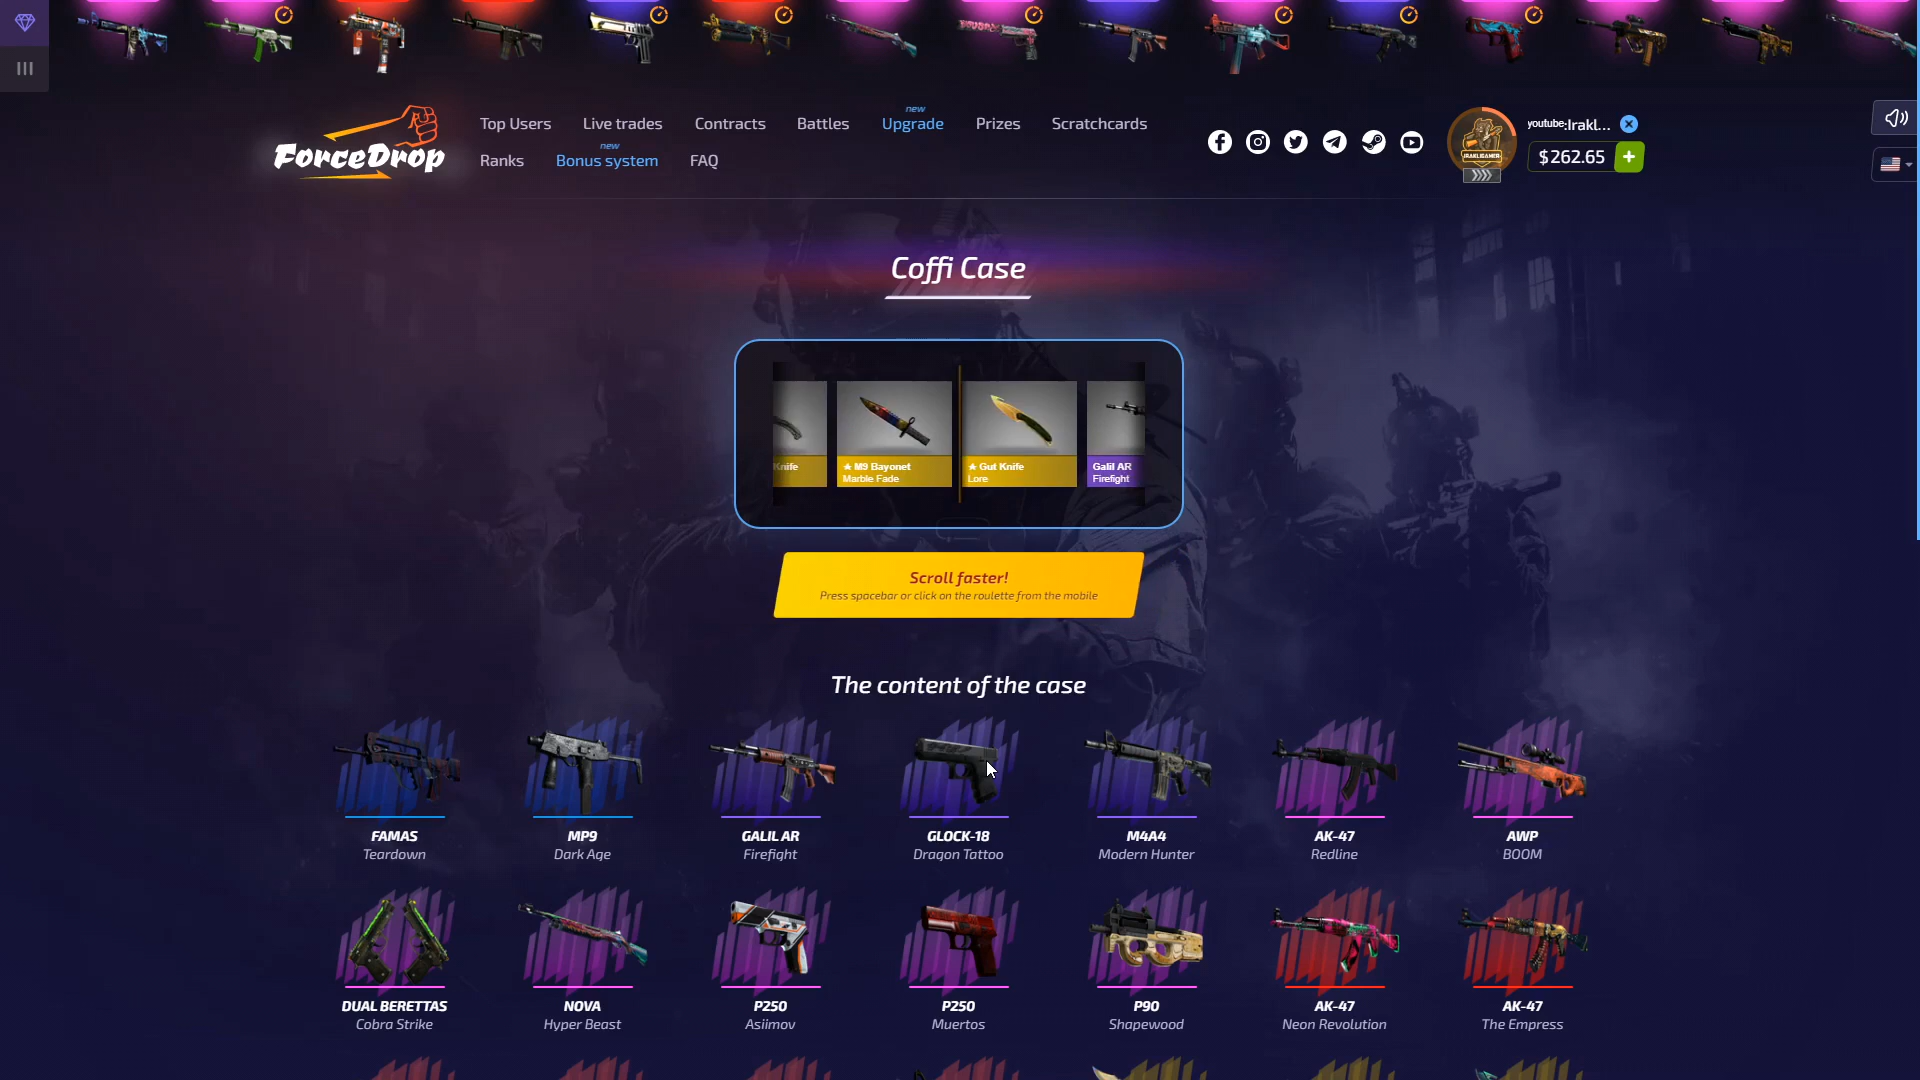 ForceDrop
Top Users
Live trades
Contracts
Battles
new
Upgrade
Prizes
Scratchcards
Ranks
new
Bonus system
FAQ
youtube:Irakl...
$262.65 +
IRAKLIGAMER
Coffi Case
Knife
★ M9 Bayonet
Marble Fade
★ Gut Knife
Lore
Galil AR
Firefight
Scroll faster!
Press spacebar or click on the roulette from the mobile
The content of the case
FAMAS
Teardown
MP9
Dark Age
GALIL AR
Firefight
GLOCK-18
Dragon Tattoo
M4A4
Modern Hunter
AK-47
Redline
AWP
BOOM
DUAL BERETTAS
Cobra Strike
NOVA
Hyper Beast
P250
Asiimov
P250
Muertos
P90
Shapewood
AK-47
Neon Revolution
AK-47
The Empress